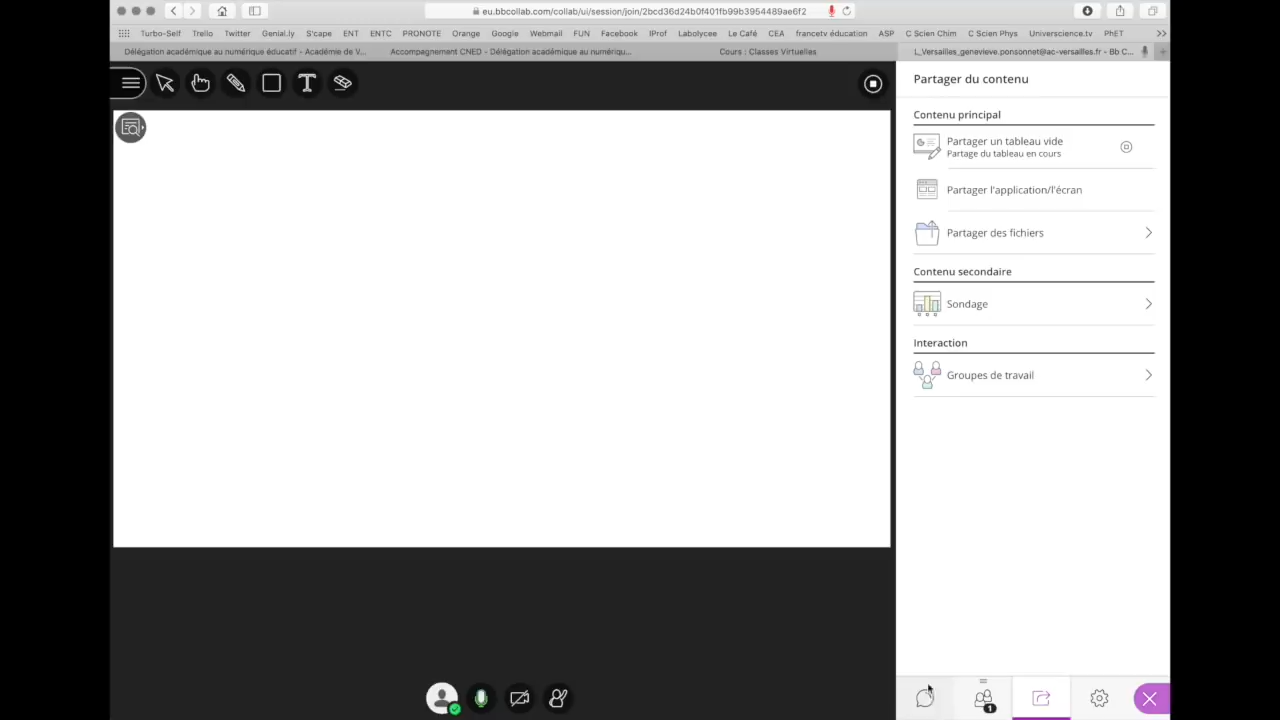 eu.bbcollab.com/collab/ui/session/join/2bcd36d24b0f401fb99b3954489ae6f2
Turbo-Self Trello Twitter Genial.ly S'cape ENT ENTC PRONOTE Orange Google Webmail FUN Facebook IProf Labolycee Le Café CEA francetv éducation ASP C Scien Chim C Scien Phys Universcience.tv PhET
Délégation académique au numérique éducatif - Académie de V... Accompagnement CNED - Délégation académique au numériqu... Cours : Classes Virtuelles L_Versailles_genevieve.ponsonnet@ac-versailles.fr - Bb C...
T
Partager du contenu
Contenu principal
Partager un tableau vide
Partage du tableau en cours
Partager l'application/l'écran
Partager des fichiers
Contenu secondaire
Sondage
Interaction
Groupes de travail
1